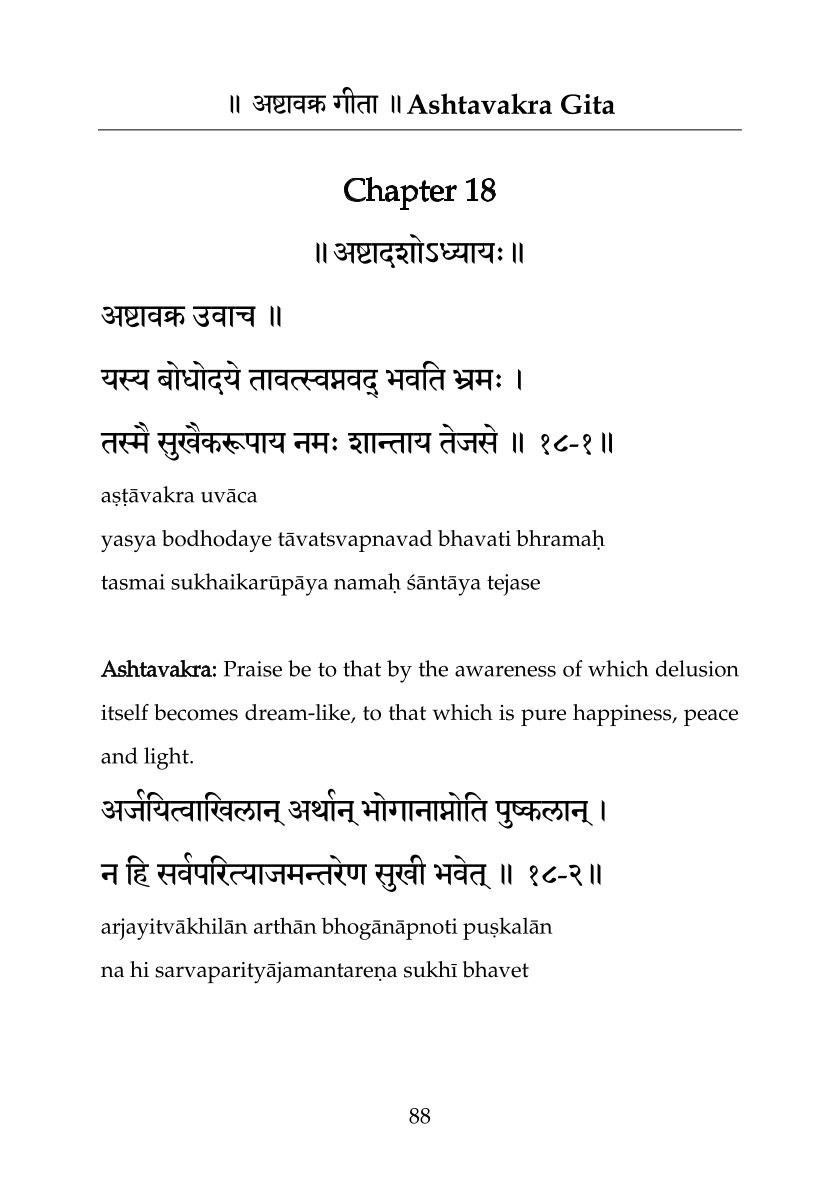 ॥ अष्टावक्र गीता ॥ Ashtavakra Gita
Chapter 18
॥ अष्टादशोऽध्यायः॥
अष्टावक्र उवाच ॥
यस्य बोधोदये तावत्स्वप्नवद् भवति भ्रमः ।
तस्मै सुखैकरूपाय नमः शान्ताय तेजसे ॥ १८-१॥
aṣṭāvakra uvāca
yasya bodhodaye tāvatsvapnavad bhavati bhramaḥ
tasmai sukhaikarūpāya namaḥ śāntāya tejase
Ashtavakra: Praise be to that by the awareness of which delusion
itself becomes dream-like, to that which is pure happiness, peace
and light.
अर्जयित्वाखिलान् अर्थान् भोगानाप्नोति पुष्कलान् ।
न हि सर्वपरित्याजमन्तरेण सुखी भवेत् ॥ १८-२॥
arjayitvākhilān arthān bhogānāpnoti puṣkalān
na hi sarvaparityājamantareṇa sukhī bhavet
88